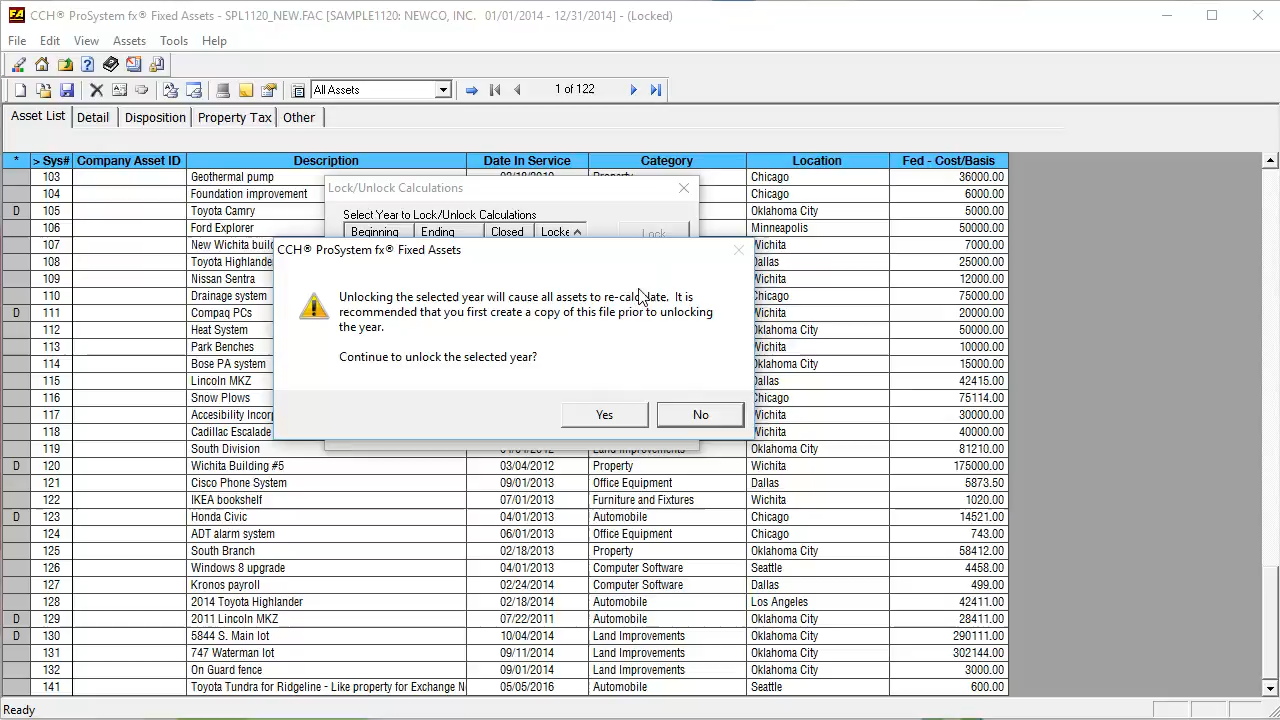 CCH® ProSystem fx® Fixed Assets - SPL1120_NEW.FAC [SAMPLE1120: NEWCO, INC. 01/01/2014 - 12/31/2014] - (Locked)
File Edit View Assets Tools Help
All Assets 1 of 122
Asset List Detail Disposition Property Tax Other
* > Sys# Company Asset ID Description Date In Service Category Location Fed - Cost/Basis
103 Geothermal pump Chicago 36000.00
104 Foundation improvement Chicago 6000.00
D 105 Toyota Camry Oklahoma City 5000.00
106 Ford Explorer Minneapolis 50000.00
107 New Wichita build Wichita 7000.00
108 Toyota Highlande Dallas 25000.00
109 Nissan Sentra Wichita 12000.00
110 Drainage system Chicago 75000.00
D 111 Compaq PCs Wichita 20000.00
112 Heat System Oklahoma City 50000.00
113 Park Benches Wichita 10000.00
114 Bose PA system Oklahoma City 15000.00
115 Lincoln MKZ Dallas 42415.00
116 Snow Plows Chicago 75114.00
117 Accesibility Incorp Wichita 30000.00
118 Cadillac Escalade Wichita 40000.00
119 South Division Land Improvements Oklahoma City 81210.00
D 120 Wichita Building #5 03/04/2012 Property Wichita 175000.00
121 Cisco Phone System 09/01/2013 Office Equipment Dallas 5873.50
122 IKEA bookshelf 07/01/2013 Furniture and Fixtures Wichita 1020.00
D 123 Honda Civic 04/01/2013 Automobile Chicago 14521.00
124 ADT alarm system 06/01/2013 Office Equipment Chicago 743.00
125 South Branch 02/18/2013 Property Oklahoma City 58412.00
126 Windows 8 upgrade 04/01/2013 Computer Software Seattle 4458.00
127 Kronos payroll 02/24/2014 Computer Software Dallas 499.00
128 2014 Toyota Highlander 02/18/2014 Automobile Los Angeles 42411.00
D 129 2011 Lincoln MKZ 07/22/2011 Automobile Oklahoma City 28411.00
D 130 5844 S. Main lot 10/04/2014 Land Improvements Oklahoma City 290111.00
131 747 Waterman lot 09/11/2014 Land Improvements Oklahoma City 302144.00
132 On Guard fence 09/01/2014 Land Improvements Oklahoma City 3000.00
141 Toyota Tundra for Ridgeline - Like property for Exchange N 05/05/2016 Automobile Seattle 600.00
Lock/Unlock Calculations
Select Year to Lock/Unlock Calculations
Beginning Ending Closed Locke Lock
CCH® ProSystem fx® Fixed Assets
Unlocking the selected year will cause all assets to re-calculate. It is
recommended that you first create a copy of this file prior to unlocking
the year.
Continue to unlock the selected year?
Yes No
Ready